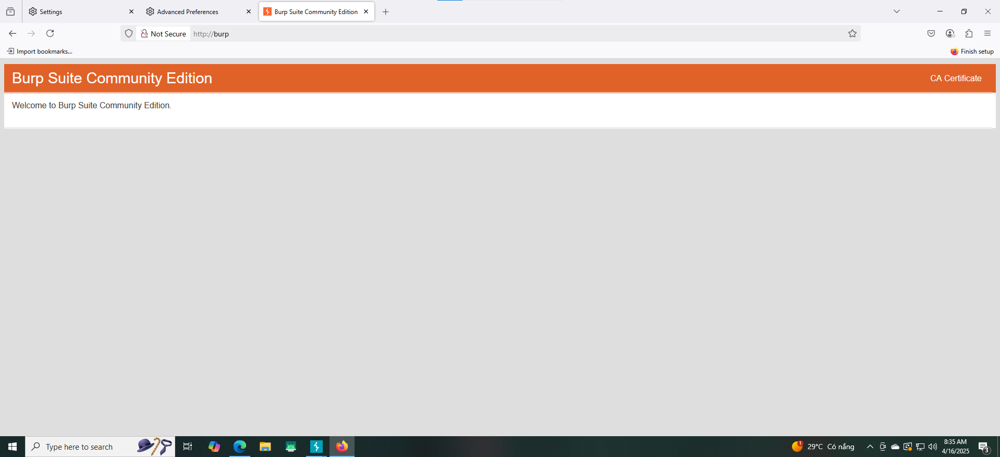 Settings
Advanced Preferences
Burp Suite Community Edition
Not Secure
http://burp
Import bookmarks...
Finish setup
Burp Suite Community Edition
CA Certificate
Welcome to Burp Suite Community Edition.
Type here to search
1
29°C Có nắng
8:35 AM
4/16/2025
3